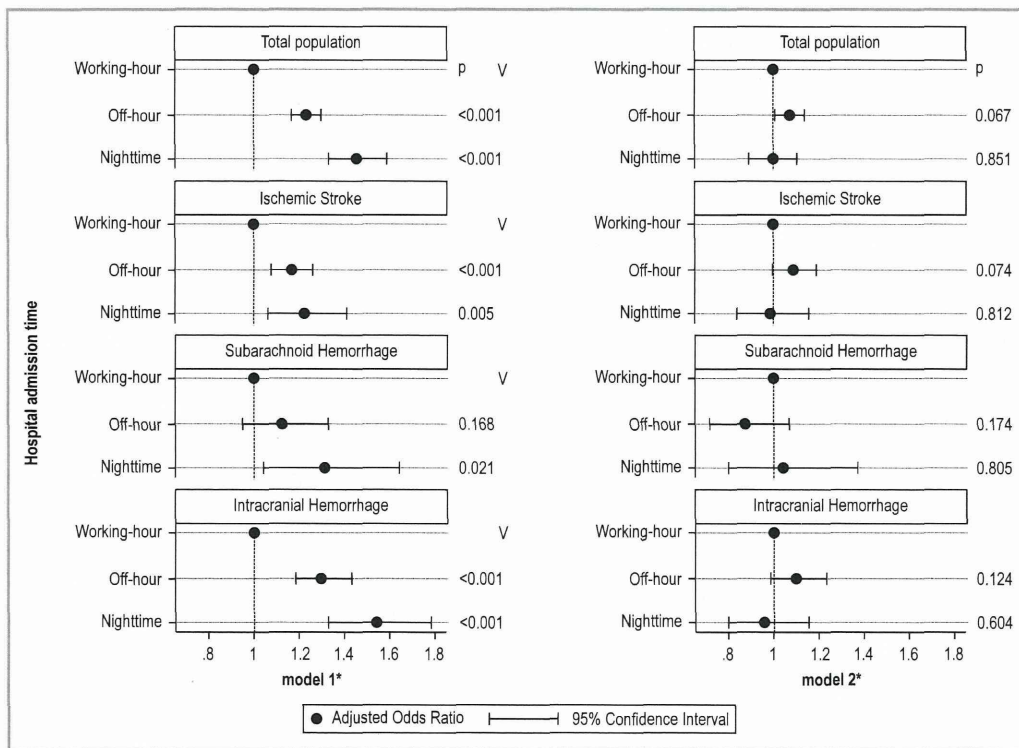 Total population
Working-hour
p
V
Off-hour
<0.001
Nighttime
<0.001
Ischemic Stroke
Working-hour
V
Off-hour
<0.001
Nighttime
0.005
Subarachnoid Hemorrhage
Working-hour
V
Off-hour
0.168
Nighttime
0.021
Intracranial Hemorrhage
Working-hour
V
Off-hour
<0.001
Nighttime
<0.001
.8 1 1.2 1.4 1.6 1.8
model 1*
Total population
Working-hour
p
Off-hour
0.067
Nighttime
0.851
Ischemic Stroke
Working-hour
Off-hour
0.074
Nighttime
0.812
Subarachnoid Hemorrhage
Working-hour
Off-hour
0.174
Nighttime
0.805
Intracranial Hemorrhage
Working-hour
Off-hour
0.124
Nighttime
0.604
.8 1 1.2 1.4 1.6 1.8
model 2*
Hospital admission time
Adjusted Odds Ratio
95% Confidence Interval